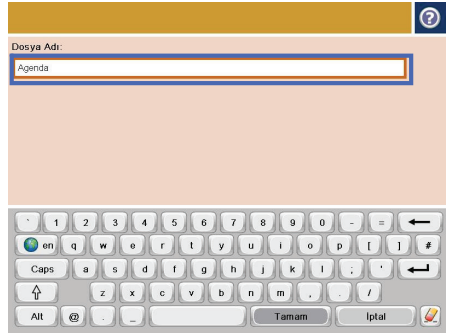 ?
Dosya Adı:
Agenda
` 1 2 3 4 5 6 7 8 9 0 - =
en q w e r t y u i o p [ ] #
Caps a s d f g h j k l ; '
z x c v b n m , . /
Alt @ . _ Tamam İptal